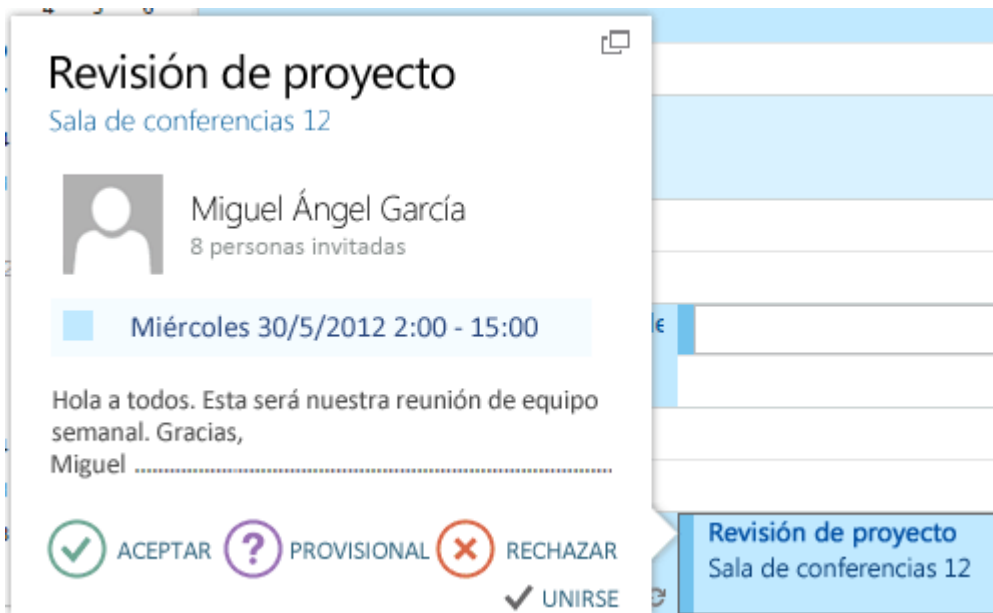 Revisión de proyecto
Sala de conferencias 12
Miguel Ángel García
8 personas invitadas
Miércoles 30/5/2012 2:00 - 15:00
Hola a todos. Esta será nuestra reunión de equipo
semanal. Gracias,
Miguel ................................................................................
ACEPTAR ? PROVISIONAL RECHAZAR
UNIRSE
Revisión de proyecto
Sala de conferencias 12